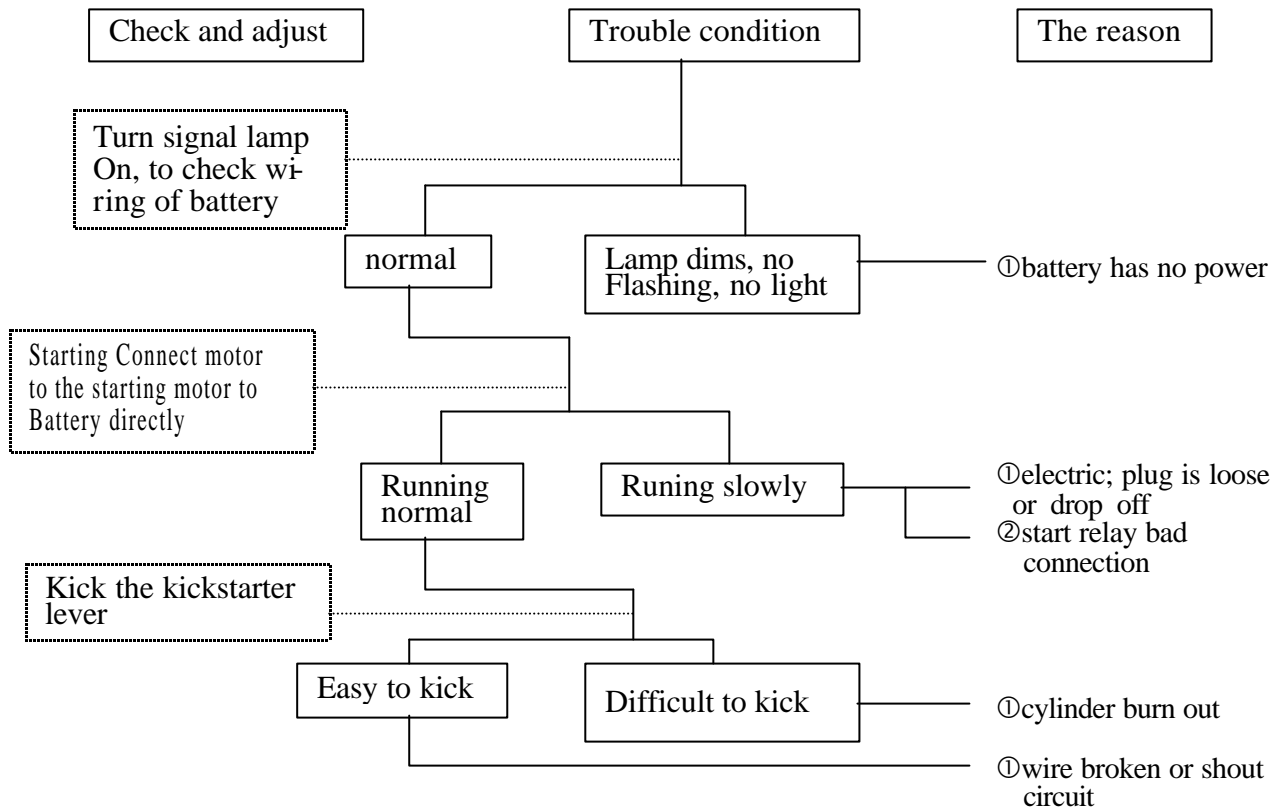 Check and adjust
Trouble condition
The reason
Turn signal lamp
On, to check wi-
ring of battery
normal
Lamp dims, no
Flashing, no light
①battery has no power
Starting Connect motor
to the starting motor to
Battery directly
Running
normal
Runing slowly
①electric; plug is loose
or drop off
②start relay bad
connection
Kick the kickstarter
lever
Easy to kick
Difficult to kick
①cylinder burn out
①wire broken or shout
circuit